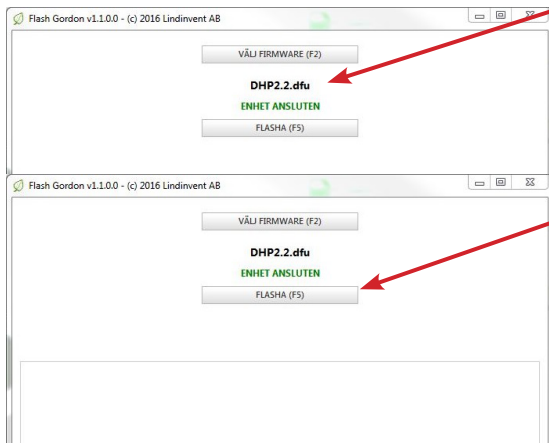 Flash Gordon v1.1.0.0 - (c) 2016 Lindinvent AB
VÄLJ FIRMWARE (F2)
DHP2.2.dfu
ENHET ANSLUTEN
FLASHA (F5)
Flash Gordon v1.1.0.0 - (c) 2016 Lindinvent AB
VÄLJ FIRMWARE (F2)
DHP2.2.dfu
ENHET ANSLUTEN
FLASHA (F5)